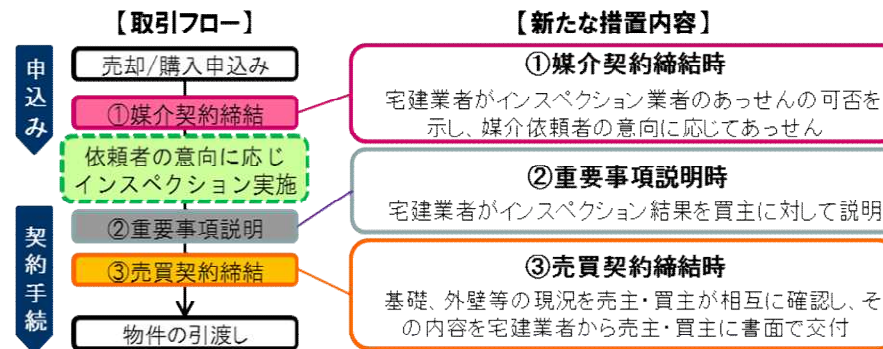 【取引フロー】
申込み
売却/購入申込み
①媒介契約締結
依頼者の意向に応じ
インスペクション実施
契約手続
②重要事項説明
③売買契約締結
物件の引渡し
【新たな措置内容】
①媒介契約締結時
宅建業者がインスペクション業者のあっせんの可否を
示し、媒介依頼者の意向に応じてあっせん
②重要事項説明時
宅建業者がインスペクション結果を買主に対して説明
③売買契約締結時
基礎、外壁等の現況を売主・買主が相互に確認し、そ
の内容を宅建業者から売主・買主に書面で交付